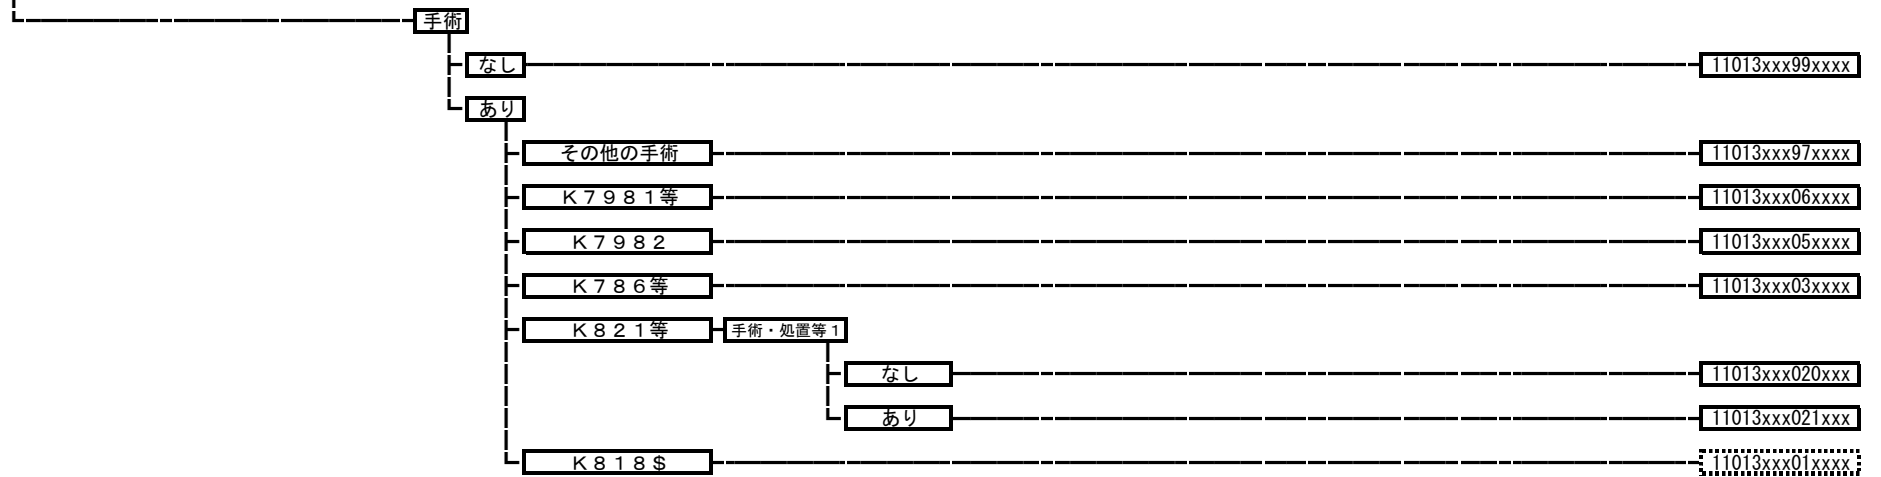 手術
なし 11013xxx99xxxx
あり
その他の手術 11013xxx97xxxx
Ｋ７９８１等 11013xxx06xxxx
Ｋ７９８２ 11013xxx05xxxx
Ｋ７８６等 11013xxx03xxxx
Ｋ８２１等 手術・処置等１
なし 11013xxx020xxx
あり 11013xxx021xxx
Ｋ８１８＄ 11013xxx01xxxx